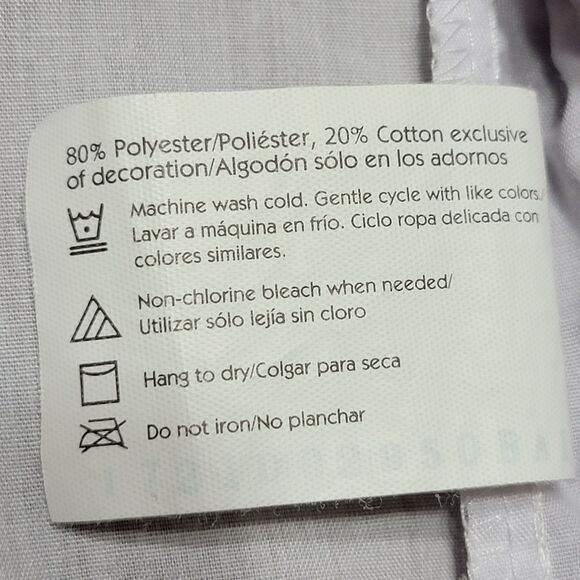 80% Polyester/Poliéster, 20% Cotton exclusive
of decoration/Algodón sólo en los adornos
Machine wash cold. Gentle cycle with like colors./
Lavar a máquina en frío. Ciclo ropa delicada con
colores similares.
Non-chlorine bleach when needed/
Utilizar sólo lejía sin cloro
Hang to dry/Colgar para seca
Do not iron/No planchar